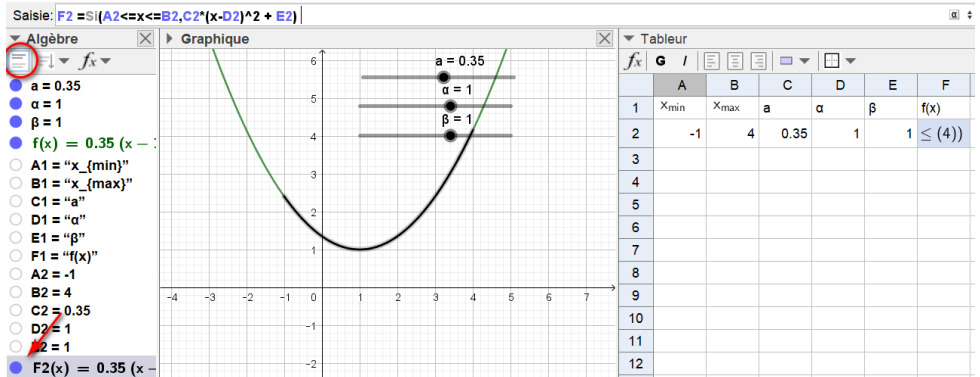 Saisie: F2 =Si(A2<=x<=B2,C2*(x-D2)^2 + E2)
α
Algèbre
fx
a = 0.35
α = 1
β = 1
f(x) = 0.35 (x −
A1 = “x_{min}”
B1 = “x_{max}”
C1 = “a”
D1 = “α”
E1 = “β”
F1 = “f(x)”
A2 = -1
B2 = 4
C2 = 0.35
D2 = 1
= 1
F2(x) = 0.35 (x −
Graphique
a = 0.35
α = 1
β = 1
6
5
4
3
2
1
0
−1
−2
-4 -3 -2 -1 0 1 2 3 4 5 6 7
Tableur
fx G I
A B C D E F
1 xmin xmax a α β f(x)
2 -1 4 0.35 1 1 ≤ (4))
3
4
5
6
7
8
9
10
11
12